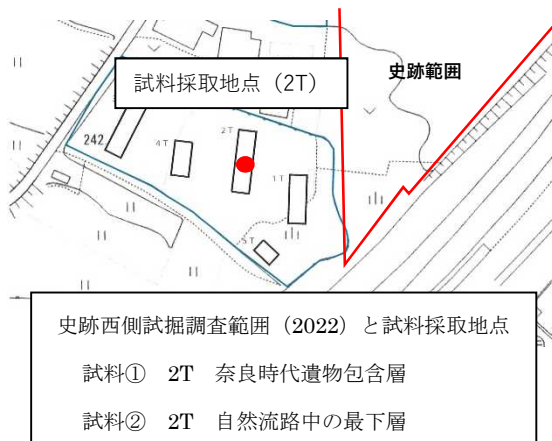 史跡範囲
試料採取地点（2T）
242
4T
2T
1T
5T
史跡西側試掘調査範囲（2022）と試料採取地点
試料①　2T　奈良時代遺物包含層
試料②　2T　自然流路中の最下層